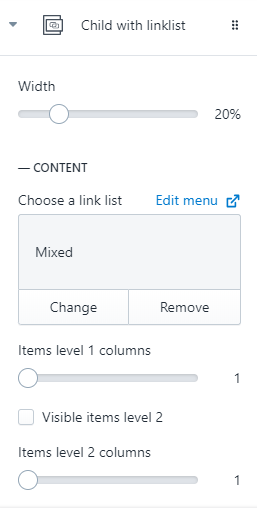 Child with linklist
Width
20%
— CONTENT
Choose a link list Edit menu
Mixed
Change Remove
Items level 1 columns
1
Visible items level 2
Items level 2 columns
1